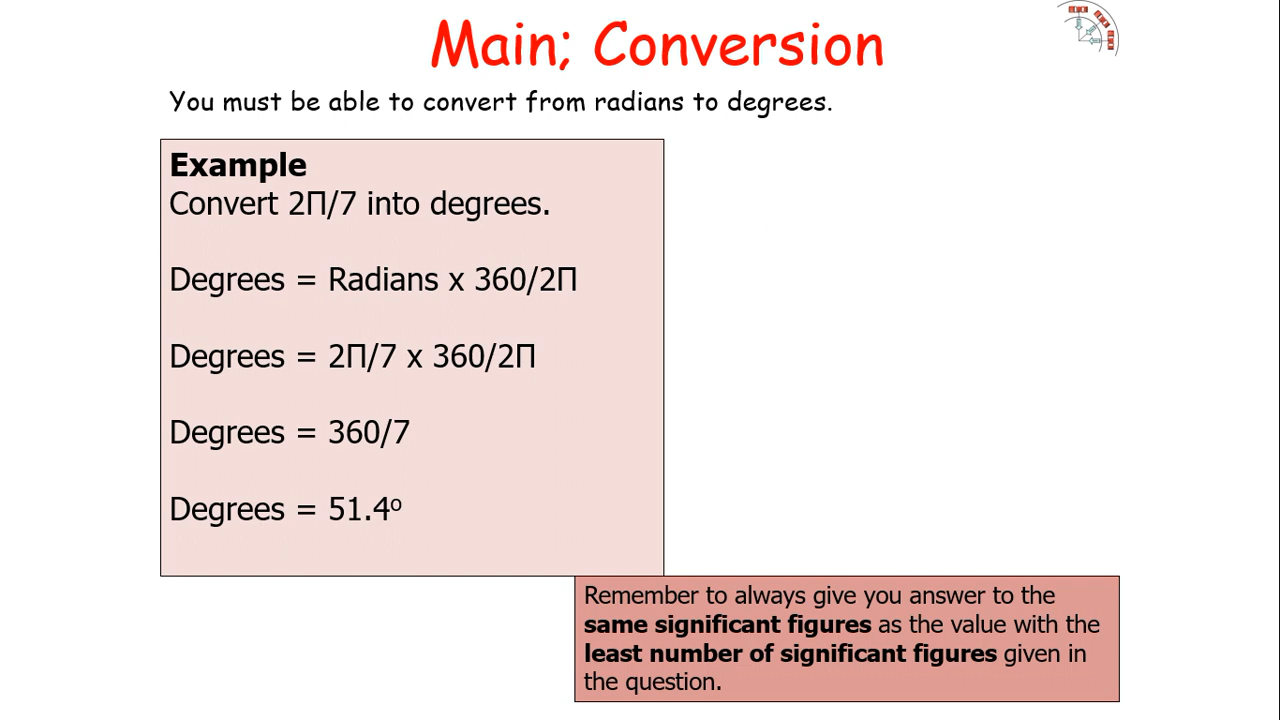 Main; Conversion
You must be able to convert from radians to degrees.
Example
Convert 2Π/7 into degrees.
Degrees = Radians x 360/2Π
Degrees = 2Π/7 x 360/2Π
Degrees = 360/7
Degrees = 51.4º
Remember to always give you answer to the
same significant figures as the value with the
least number of significant figures given in
the question.